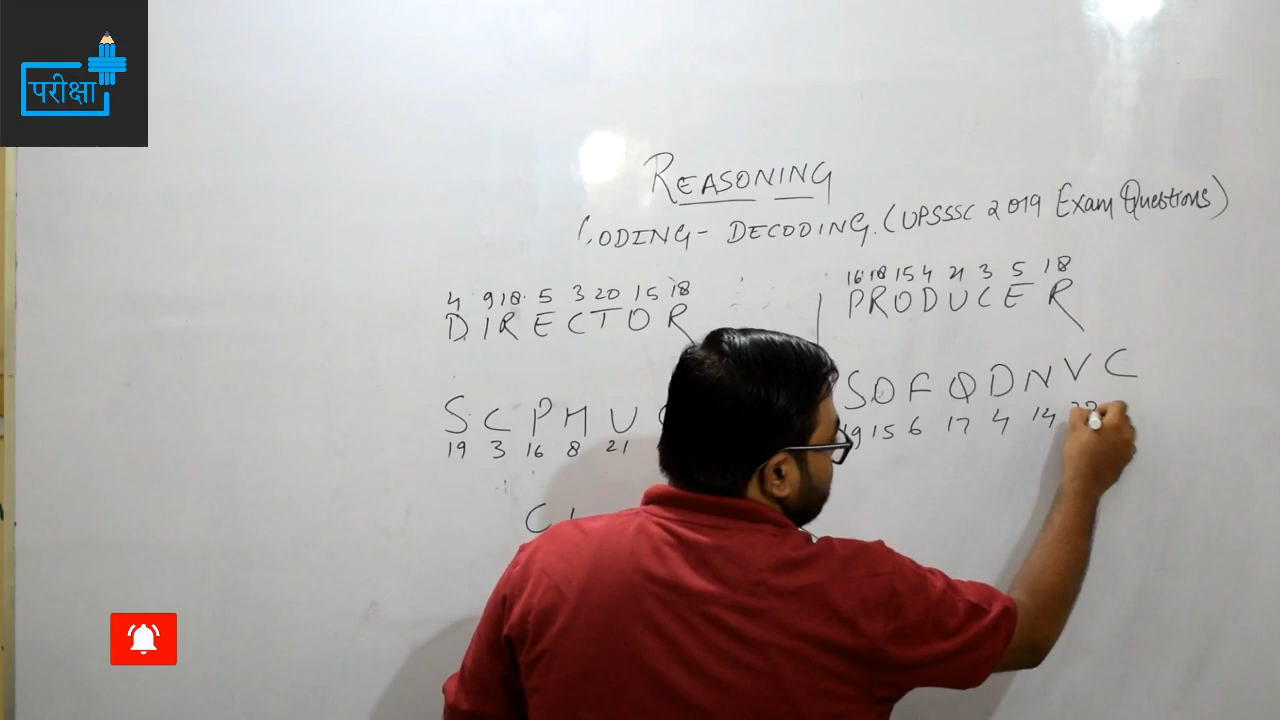 परीक्षा
REASONING
CODING - DECODING. (UPSSSC 2019 Exam Questions)
4 9 18 5 3 20 15 18
DIRECTOR
16 18 15 4 21 3 5 18
PRODUCER
S C P M U
19 3 16 8 21
S O F Q D N V C
19 15 6 17 4 14
C